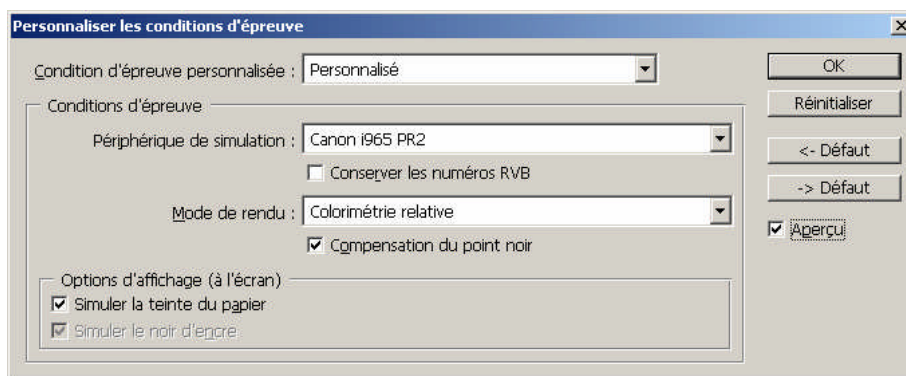 Personnaliser les conditions d'épreuve
Condition d'épreuve personnalisée : Personnalisé
OK
Conditions d'épreuve
Réinitialiser
Périphérique de simulation : Canon i965 PR2
<- Défaut
Conserver les numéros RVB
-> Défaut
Mode de rendu : Colorimétrie relative
Aperçu
Compensation du point noir
Options d'affichage (à l'écran)
Simuler la teinte du papier
Simuler le noir d'encre